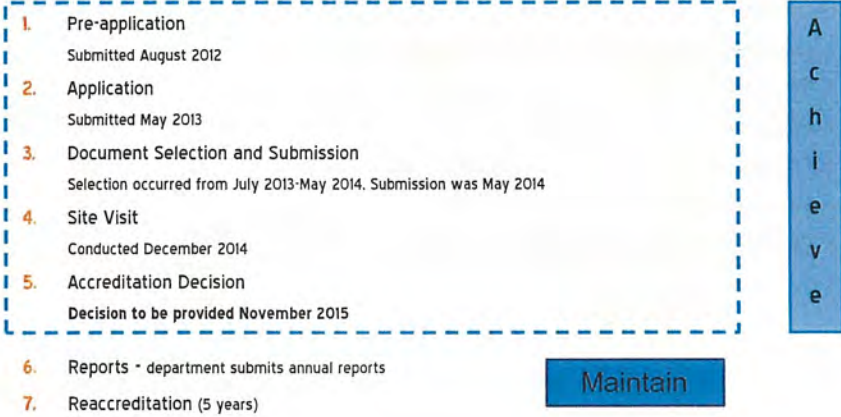 1. Pre-application
Submitted August 2012
2. Application
Submitted May 2013
3. Document Selection and Submission
Selection occurred from July 2013-May 2014. Submission was May 2014
4. Site Visit
Conducted December 2014
5. Accreditation Decision
Decision to be provided November 2015
Achieve
6. Reports - department submits annual reports
7. Reaccreditation (5 years)
Maintain